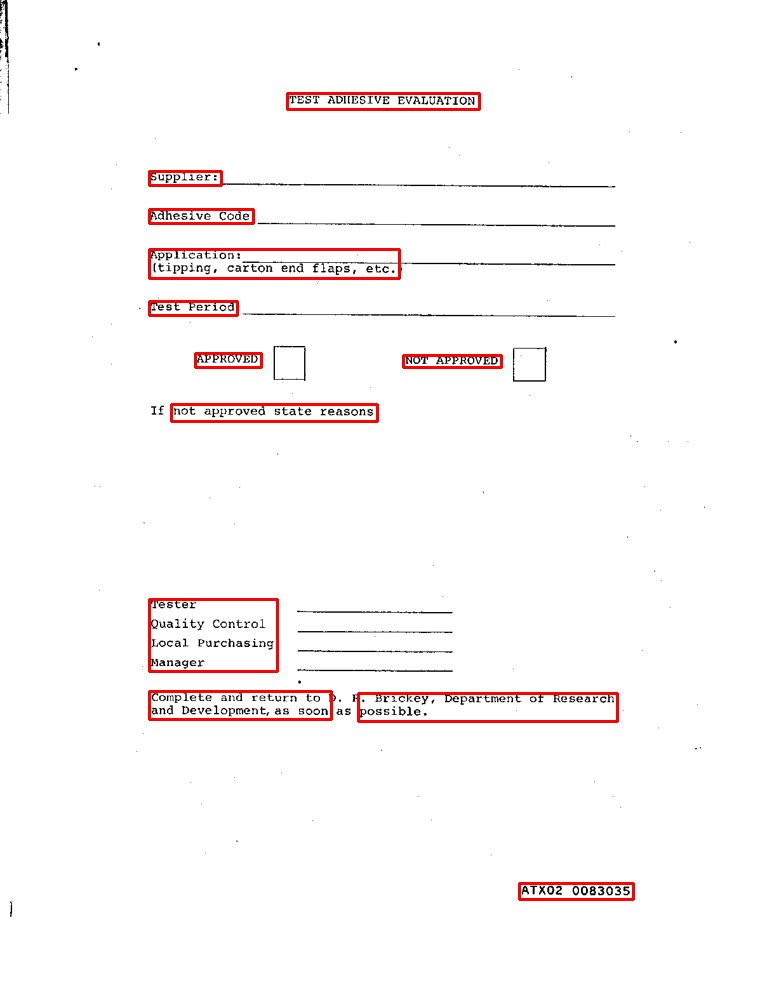 TEST ADHESIVE EVALUATION
Supplier:
Adhesive Code
Application:
(tipping, carton end flaps, etc.)
Test Period
APPROVED NOT APPROVED
If not approved state reasons
Tester
Quality Control
Local Purchasing
Manager
Complete and return to D. R. Brickey, Department of Research
and Development, as soon as possible.
ATX02 0083035